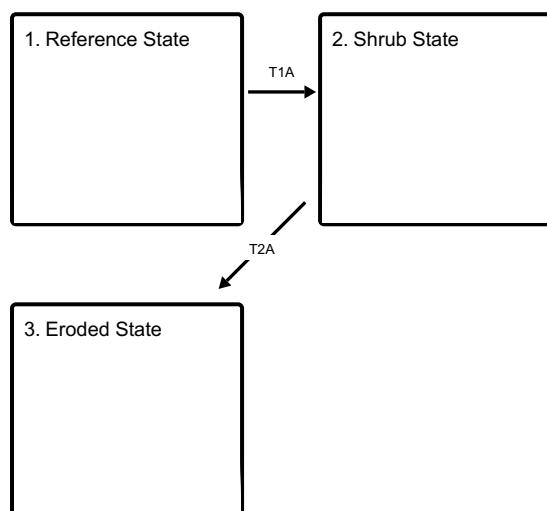 1. Reference State
2. Shrub State
T1A
T2A
3. Eroded State